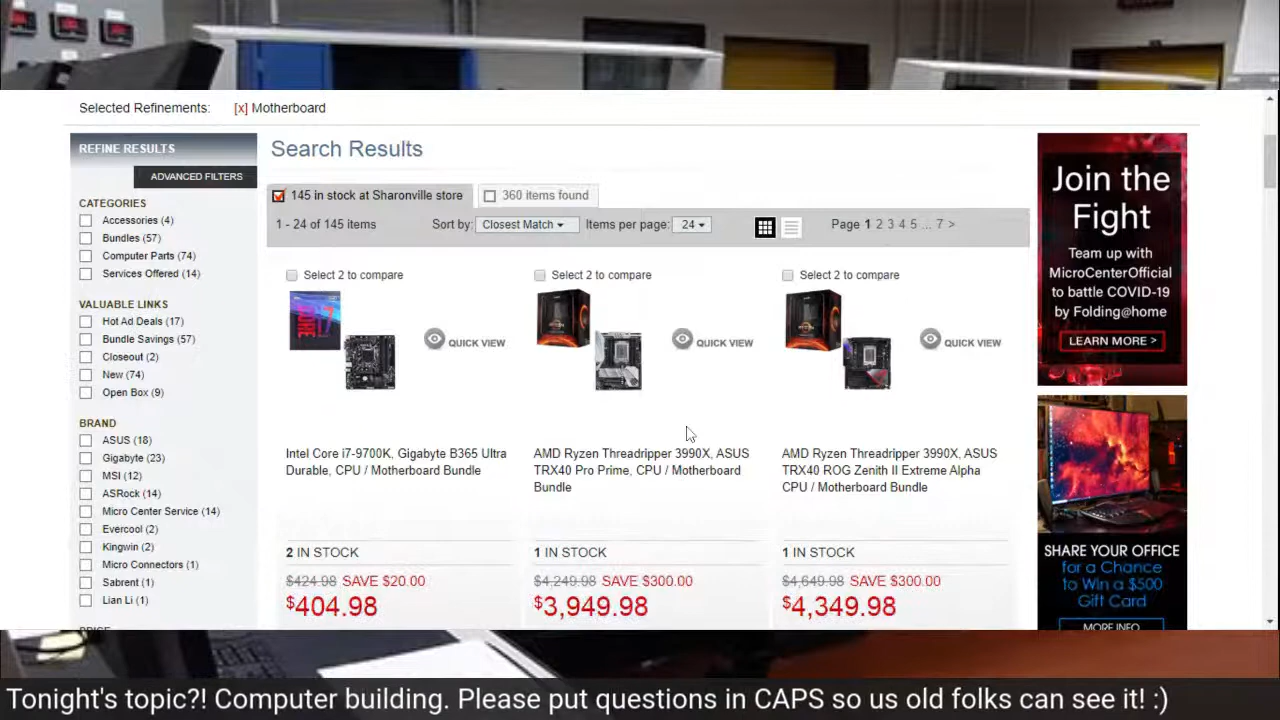 Selected Refinements: [x] Motherboard
REFINE RESULTS
ADVANCED FILTERS
CATEGORIES
Accessories (4)
Bundles (57)
Computer Parts (74)
Services Offered (14)
VALUABLE LINKS
Hot Ad Deals (17)
Bundle Savings (57)
Closeout (2)
New (74)
Open Box (9)
BRAND
ASUS (18)
Gigabyte (23)
MSI (12)
ASRock (14)
Micro Center Service (14)
Evercool (2)
Kingwin (2)
Micro Connectors (1)
Sabrent (1)
Lian Li (1)
Search Results
145 in stock at Sharonville store 360 items found
1 - 24 of 145 items Sort by: Closest Match Items per page: 24 Page 1 2 3 4 5 ... 7 >
Select 2 to compare Select 2 to compare Select 2 to compare
QUICK VIEW QUICK VIEW QUICK VIEW
Intel Core i7-9700K, Gigabyte B365 Ultra
Durable, CPU / Motherboard Bundle
2 IN STOCK
$424.98 SAVE $20.00
$404.98
AMD Ryzen Threadripper 3990X, ASUS
TRX40 Pro Prime, CPU / Motherboard
Bundle
1 IN STOCK
$4,249.98 SAVE $300.00
$3,949.98
AMD Ryzen Threadripper 3990X, ASUS
TRX40 ROG Zenith II Extreme Alpha
CPU / Motherboard Bundle
1 IN STOCK
$4,649.98 SAVE $300.00
$4,349.98
Join the
Fight
Team up with
MicroCenterOfficial
to battle COVID-19
by Folding@home
LEARN MORE >
SHARE YOUR OFFICE
for a Chance
to Win a $500
Gift Card
MORE INFO
Tonight's topic?! Computer building. Please put questions in CAPS so us old folks can see it! :)